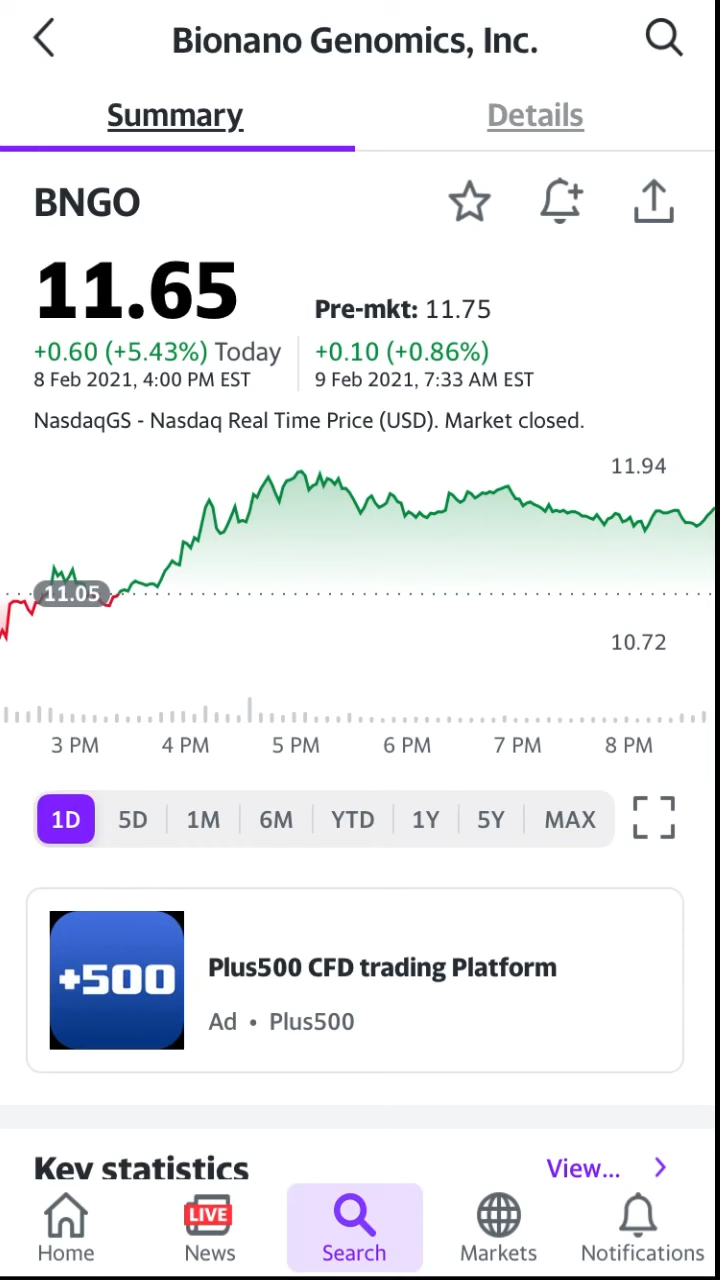 Bionano Genomics, Inc.
Summary
Details
BNGO
11.65
Pre-mkt: 11.75
+0.60 (+5.43%) Today
+0.10 (+0.86%)
8 Feb 2021, 4:00 PM EST
9 Feb 2021, 7:33 AM EST
NasdaqGS - Nasdaq Real Time Price (USD). Market closed.
11.94
11.05
10.72
3 PM 4 PM 5 PM 6 PM 7 PM 8 PM
1D 5D 1M 6M YTD 1Y 5Y MAX
+500
Plus500 CFD trading Platform
Ad • Plus500
Key statistics
View...
LIVE
Home News Search Markets Notifications